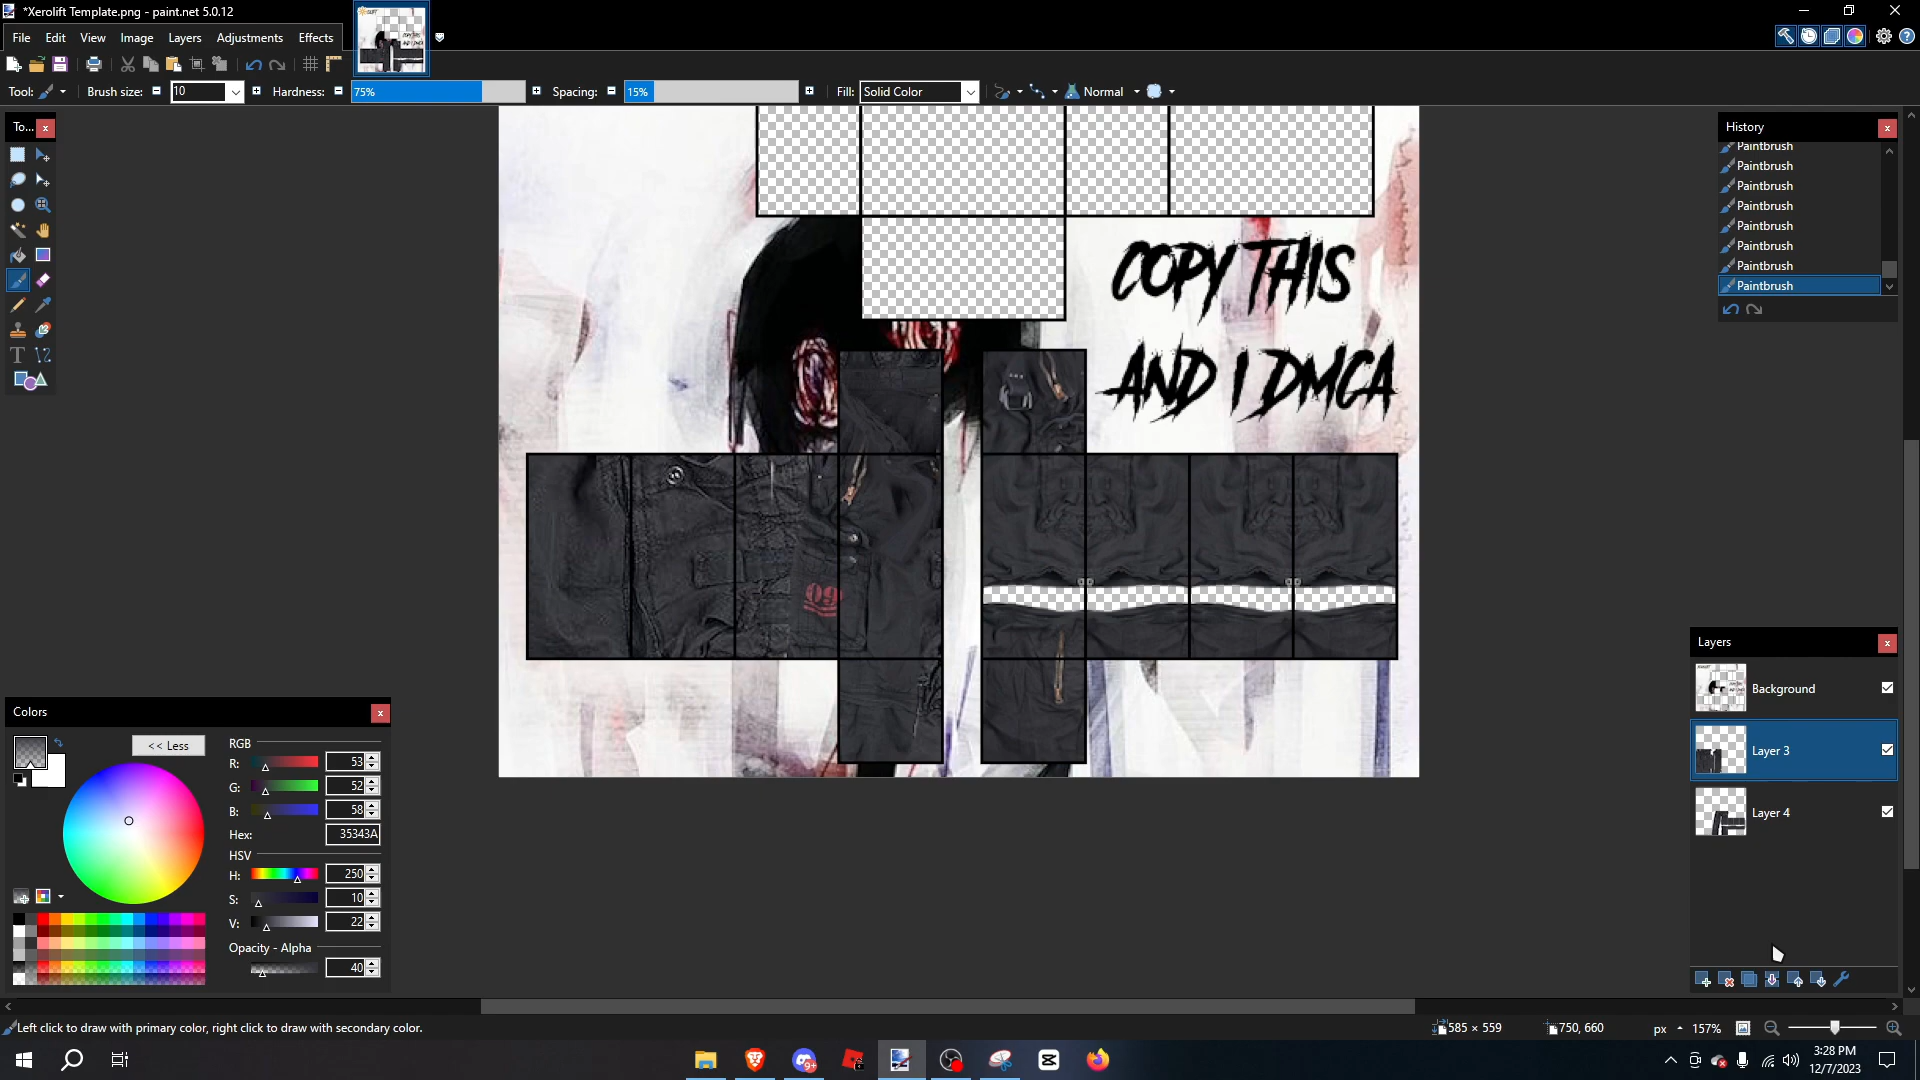 *Xerolift Template.png - paint.net 5.0.12
File Edit View Image Layers Adjustments Effects
Tool: Brush size: 10 Hardness: 75% Spacing: 15% Fill: Solid Color Normal
To... x
History x
Paintbrush
Paintbrush
Paintbrush
Paintbrush
Paintbrush
Paintbrush
Paintbrush
Paintbrush
COPY THIS
AND I DMCA
09
Layers x
Background
Layer 3
Layer 4
Colors x
<< Less
RGB
R: 53
G: 52
B: 58
Hex: 35343A
HSV
H: 250
S: 10
V: 22
Opacity - Alpha
40
Left click to draw with primary color, right click to draw with secondary color.
585 × 559
750, 660
px 157%
9+
3:28 PM
12/7/2023